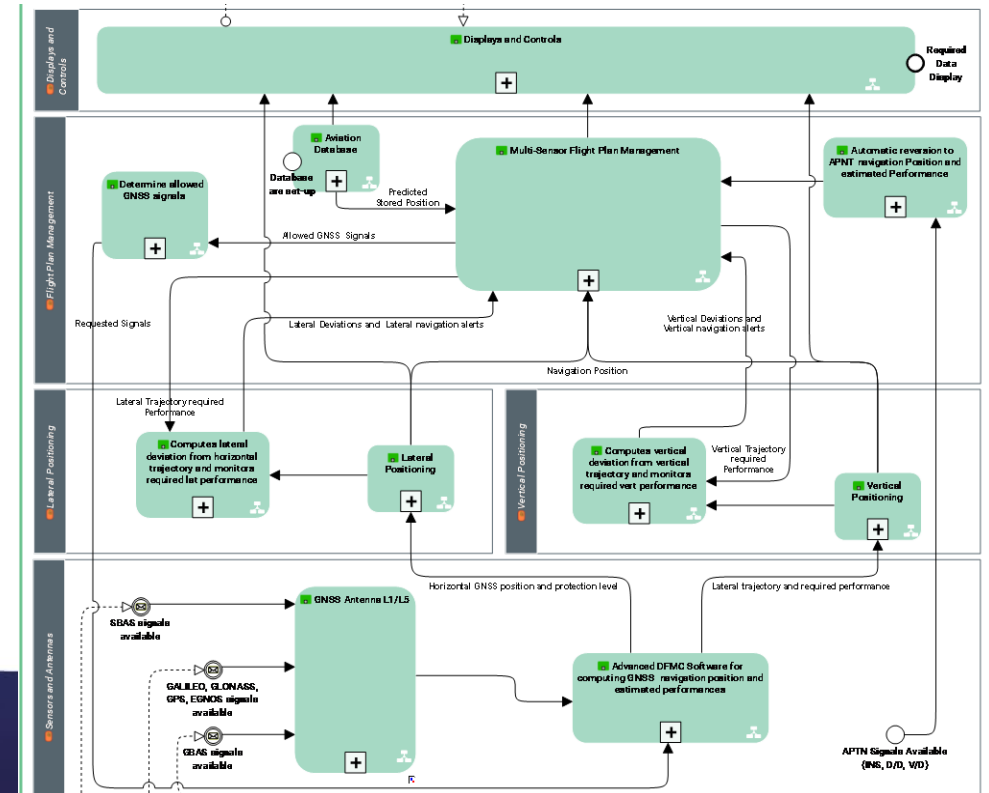 Displays and
Controls
Displays and Controls
Required
Data
Display
Flight Plan Management
Aviation
Database
Database
are set-up
Multi-Sensor Flight Plan Management
Automatic reversion to
APNT navigation Position and
estimated Performance
Determine allowed
GNSS signals
Predicted
Stored Position
Allowed GNSS Signals
Requested Signals
Lateral Deviations and Lateral navigation alerts
Vertical Deviations and
Vertical navigation alerts
Navigation Position
Lateral Positioning
Lateral Trajectory required
Performance
Computes lateral
deviation from horizontal
trajectory and monitors
required lat performance
Lateral
Positioning
Vertical Positioning
Computes vertical
deviation from vertical
trajectory and monitors
required vert performance
Vertical Trajectory
required
Performance
Vertical
Positioning
Sensors and Antennas
Horizontal GNSS position and protection level
Lateral trajectory and required performance
GNSS Antenna L1/L5
SBAS signals
available
GALILEO, GLONASS,
GPS, EGNOS signals
available
GBAS signals
available
Advanced DFMC Software for
computing GNSS navigation position and
estimated performances
APTN Signals Available
(INS, D/D, V/D)